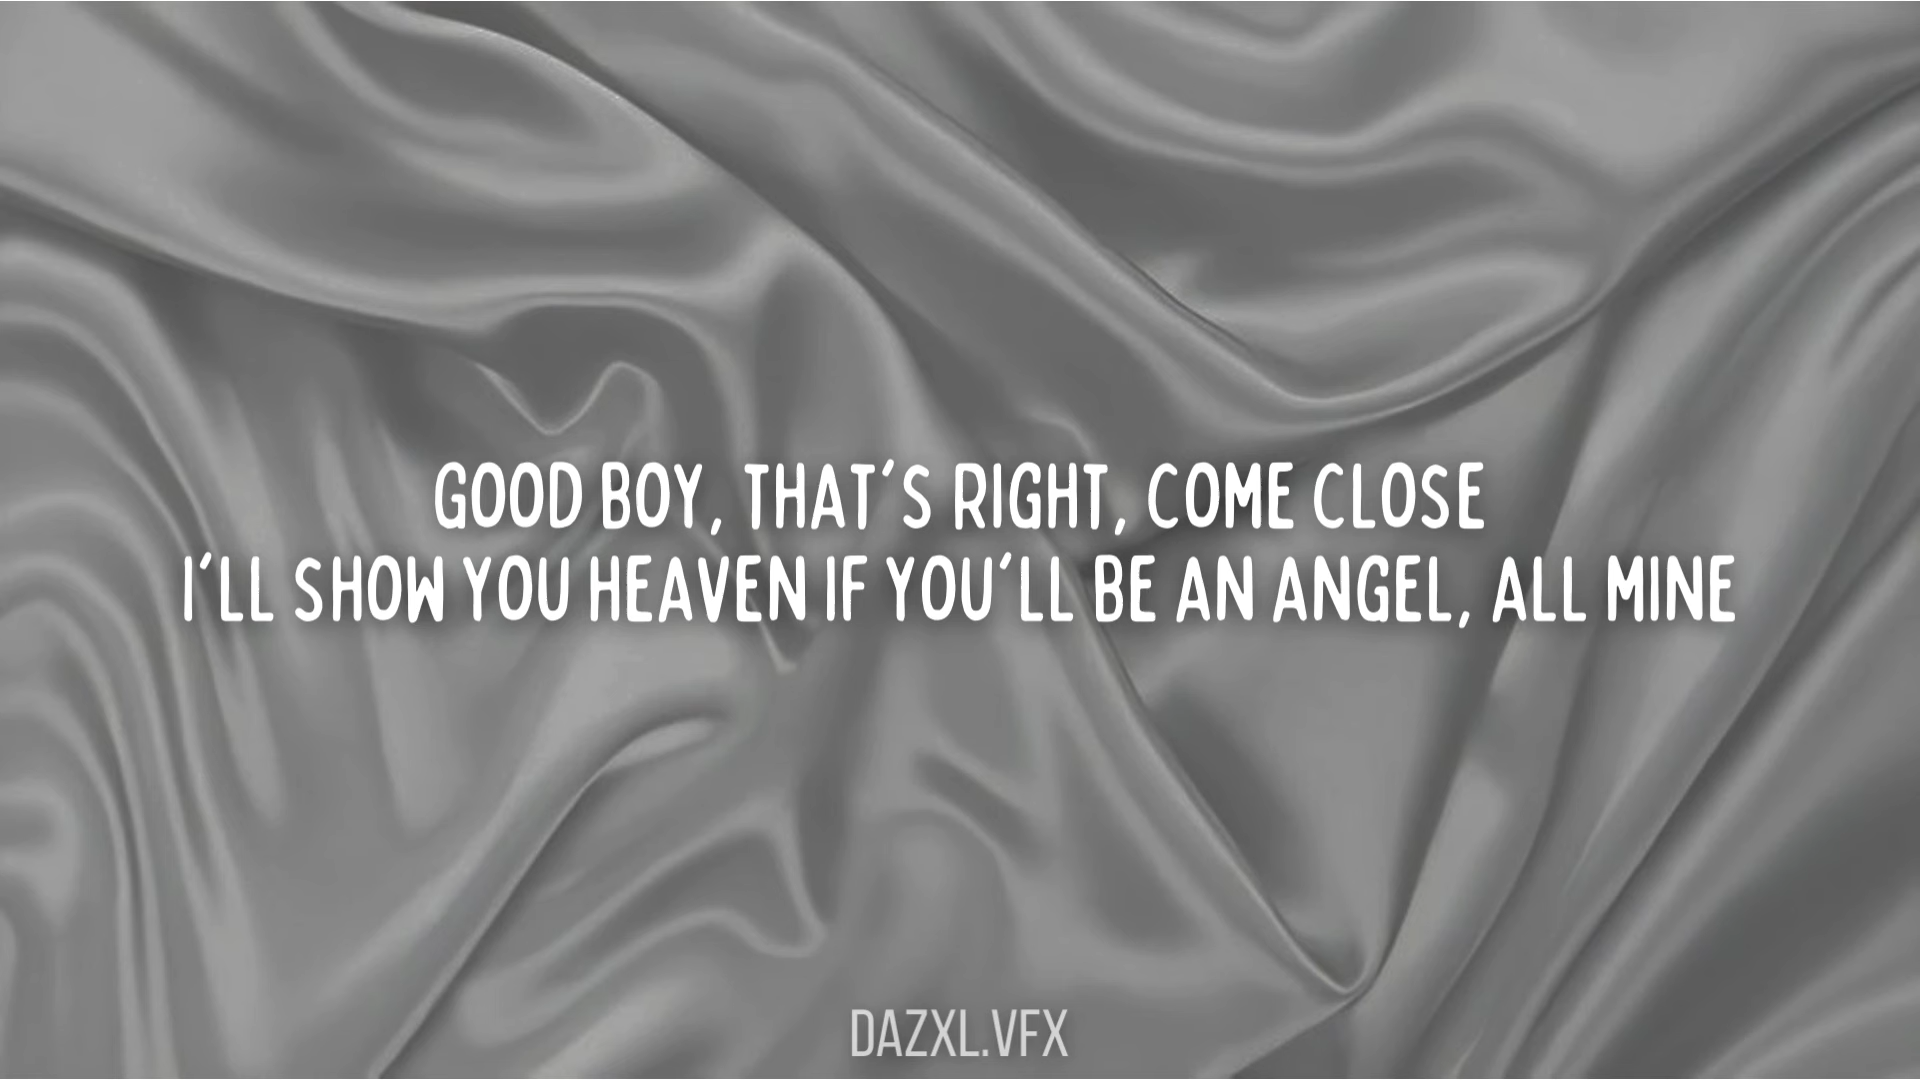 GOOD BOY, THAT'S RIGHT, COME CLOSE
I'LL SHOW YOU HEAVEN IF YOU'LL BE AN ANGEL, ALL MINE
DAZXL.VFX